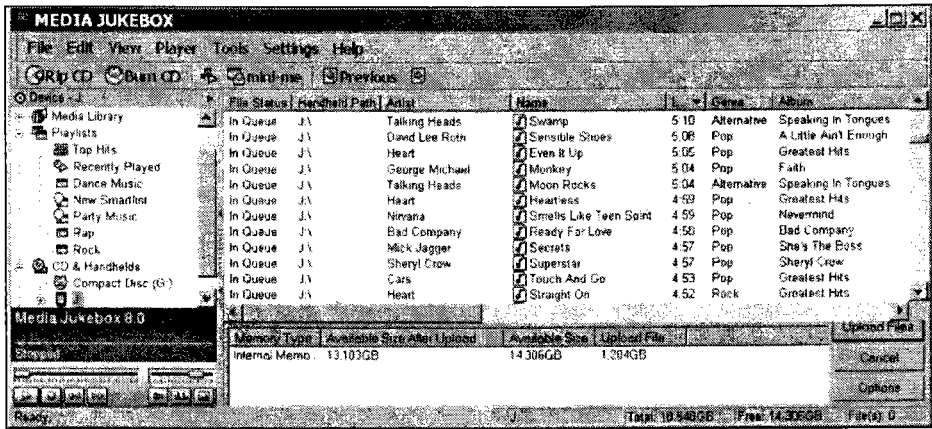 MEDIA JUKEBOX
File Edit View Player Tools Settings Help
Rip CD Burn CD mini-me Previous
Device - J
File Status Handheld Path Artist Name L... Genre Album
Media Library
Playlists
Top Hits
Recently Played
Dance Music
New Smartlist
Party Music
Rap
Rock
CD & Handhelds
Compact Disc (G:)
In Queue J:\ Talking Heads Swamp 5:10 Alternative Speaking In Tongues
In Queue J:\ David Lee Roth Sensible Shoes 5:08 Pop A Little Ain't Enough
In Queue J:\ Heart Even It Up 5:05 Pop Greatest Hits
In Queue J:\ George Michael Monkey 5:04 Pop Faith
In Queue J:\ Talking Heads Moon Rocks 5:04 Alternative Speaking In Tongues
In Queue J:\ Heart Heartless 4:59 Pop Greatest Hits
In Queue J:\ Nirvana Smells Like Teen Spirit 4:59 Pop Nevermind
In Queue J:\ Bad Company Ready For Love 4:58 Pop Bad Company
In Queue J:\ Mick Jagger Secrets 4:57 Pop She's The Boss
In Queue J:\ Sheryl Crow Superstar 4:57 Pop Sheryl Crow
In Queue J:\ Cars Touch And Go 4:53 Pop Greatest Hits
In Queue J:\ Heart Straight On 4:52 Rock Greatest Hits
Media Jukebox 8.0
Stopped
Memory Type Available Size After Upload Available Size Upload File
Internal Memo... 13.103GB 14.306GB 1.204GB
Upload Files
Cancel
Options
Ready J: Total: 18.548GB Free: 14.306GB File(s): 0